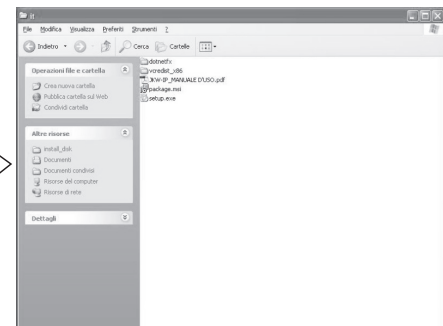 it
File Modifica Visualizza Preferiti Strumenti ?
Indietro Cerca Cartelle
Operazioni file e cartella
Crea nuova cartella
Pubblica cartella sul Web
Condividi cartella
Altre risorse
install_disk
Documenti
Documenti condivisi
Risorse del computer
Risorse di rete
Dettagli
dotnetfx
vcredist_x86
JKW-IP_MANUALE D'USO.pdf
package.msi
setup.exe